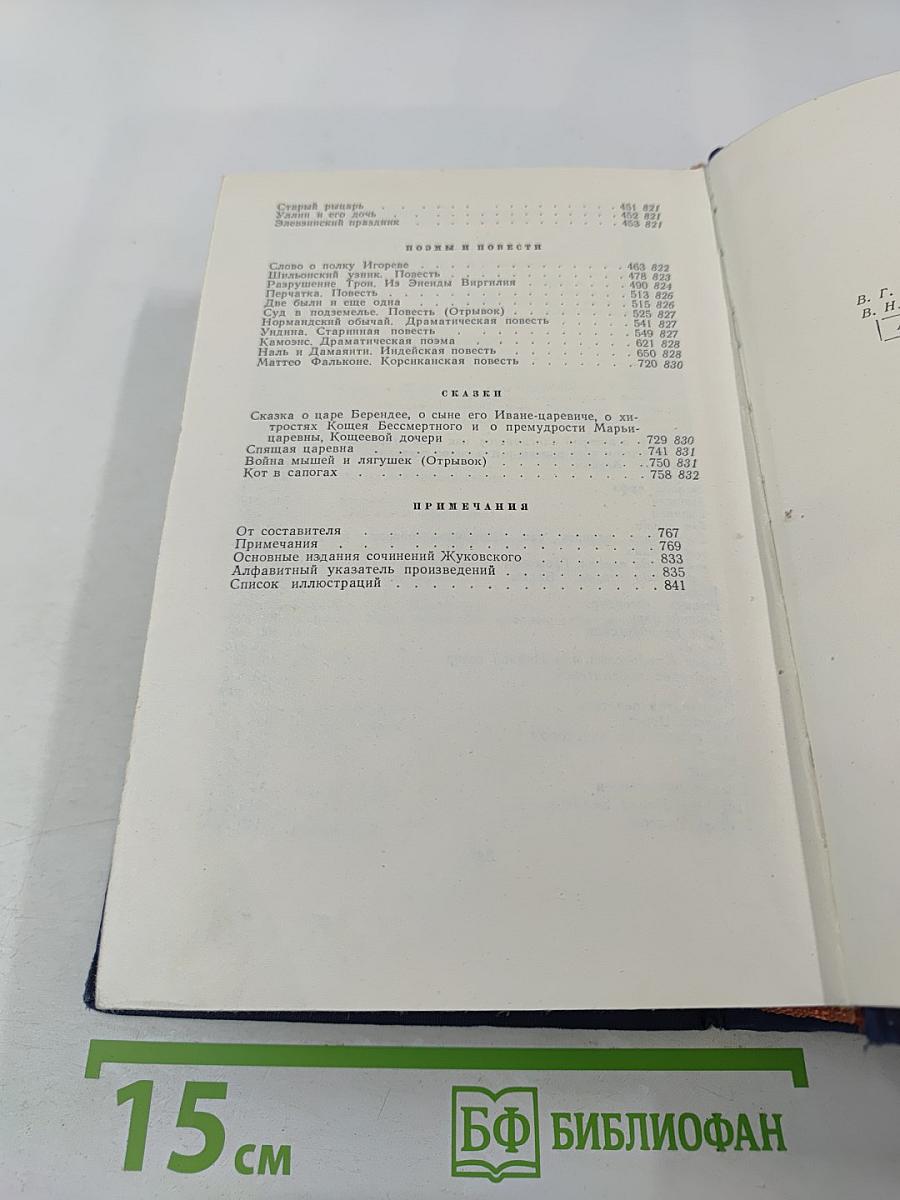 Старый рыцарь . . . . . . . . . . . . . . . 451 821
Уллин и его дочь . . . . . . . . . . . . . . 452 821
Элевзинский праздник . . . . . . . . . . . . 453 821
ПОЭМЫ И ПОВЕСТИ
Слово о полку Игореве . . . . . . . . . . . . 463 822
Шильонский узник. Повесть . . . . . . . . . . 478 823
Разрушение Трои. Из Энеиды Виргилия . . . . . 490 824
Перчатка. Повесть . . . . . . . . . . . . . . 513 826
Две были и еще одна . . . . . . . . . . . . . 515 826
Суд в подземелье. Повесть (Отрывок) . . . . . 525 827
Нормандский обычай. Драматическая повесть . . . 541 827
Ундина. Старинная повесть . . . . . . . . . . 549 827
Камоэнс. Драматическая поэма . . . . . . . . . 621 828
Наль и Дамаянти. Индейская повесть . . . . . . 650 828
Маттео Фальконе. Корсиканская повесть . . . . . 720 830
СКАЗКИ
Сказка о царе Берендее, о сыне его Иване-царевиче, о хи-
тростях Кощея Бессмертного и о премудрости Марьи-
царевны, Кощеевой дочери . . . . . . . . . . 729 830
Спящая царевна . . . . . . . . . . . . . . . 741 831
Война мышей и лягушек (Отрывок) . . . . . . . 750 831
Кот в сапогах . . . . . . . . . . . . . . . . 758 832
ПРИМЕЧАНИЯ
От составителя . . . . . . . . . . . . . . . 767
Примечания . . . . . . . . . . . . . . . . . 769
Основные издания сочинений Жуковского . . . . . 833
Алфавитный указатель произведений . . . . . . . 835
Список иллюстраций . . . . . . . . . . . . . 841
В. Г.
В. Н.
15 см
БФ БИБЛИОФАН